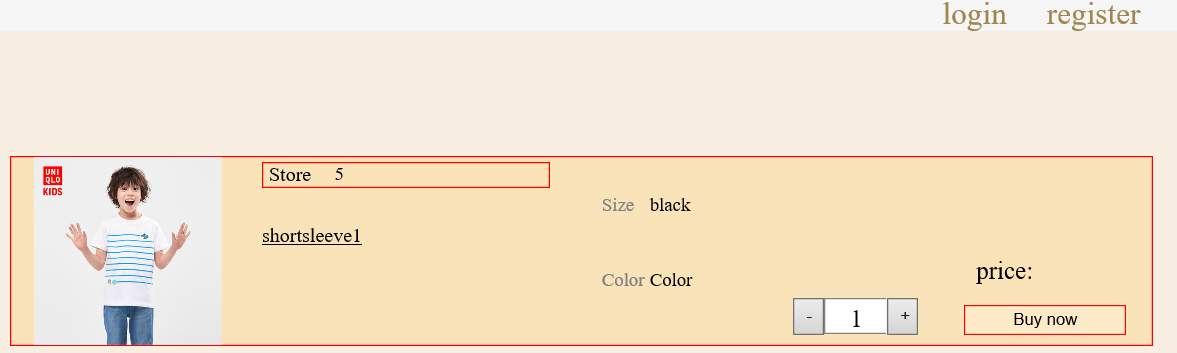 login register
UNI
QLO
KIDS
Store 5
shortsleeve1
Size black
Color Color
- 1 +
price:
Buy now